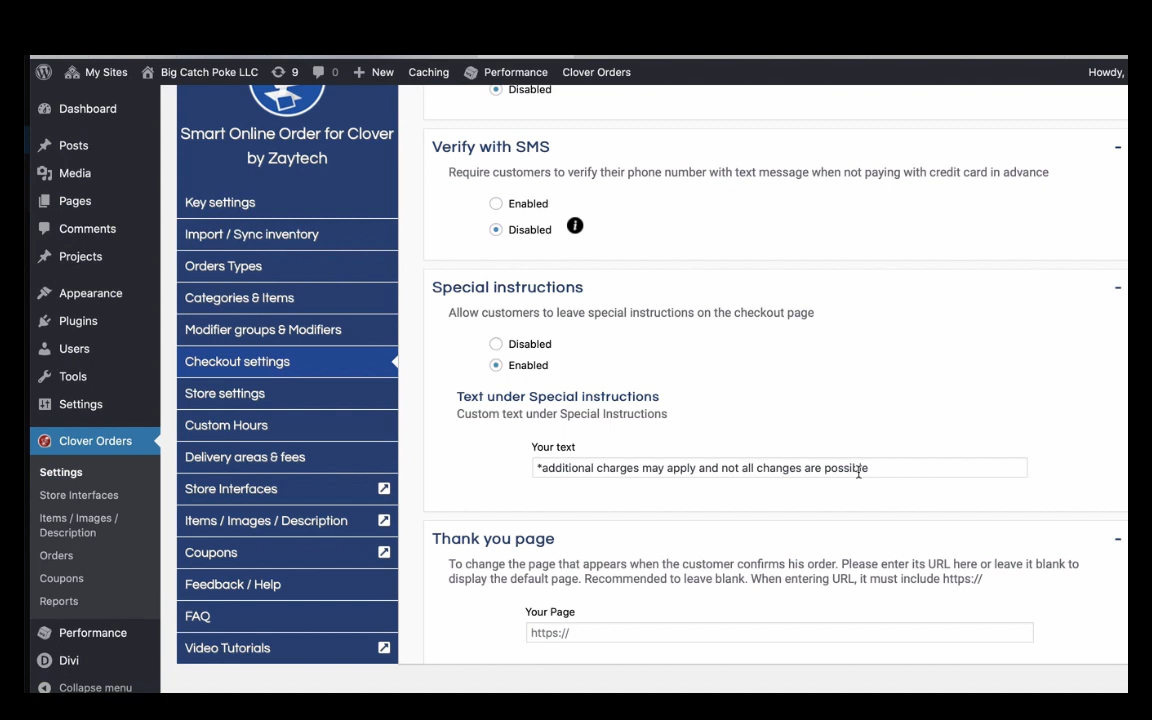 My Sites Big Catch Poke LLC 9 0 New Caching Performance Clover Orders Howdy,
Dashboard
Posts
Media
Pages
Comments
Projects
Appearance
Plugins
Users
Tools
Settings
Clover Orders
Settings
Store Interfaces
Items / Images /
Description
Orders
Coupons
Reports
Performance
Divi
Collapse menu
Smart Online Order for Clover
by Zaytech
Key settings
Import / Sync inventory
Orders Types
Categories & Items
Modifier groups & Modifiers
Checkout settings
Store settings
Custom Hours
Delivery areas & fees
Store Interfaces
Items / Images / Description
Coupons
Feedback / Help
FAQ
Video Tutorials
Disabled
Verify with SMS -
Require customers to verify their phone number with text message when not paying with credit card in advance
Enabled
Disabled i
Special instructions -
Allow customers to leave special instructions on the checkout page
Disabled
Enabled
Text under Special instructions
Custom text under Special Instructions
Your text
*additional charges may apply and not all changes are possible
Thank you page -
To change the page that appears when the customer confirms his order. Please enter its URL here or leave it blank to
display the default page. Recommended to leave blank. When entering URL, it must include https://
Your Page
https://